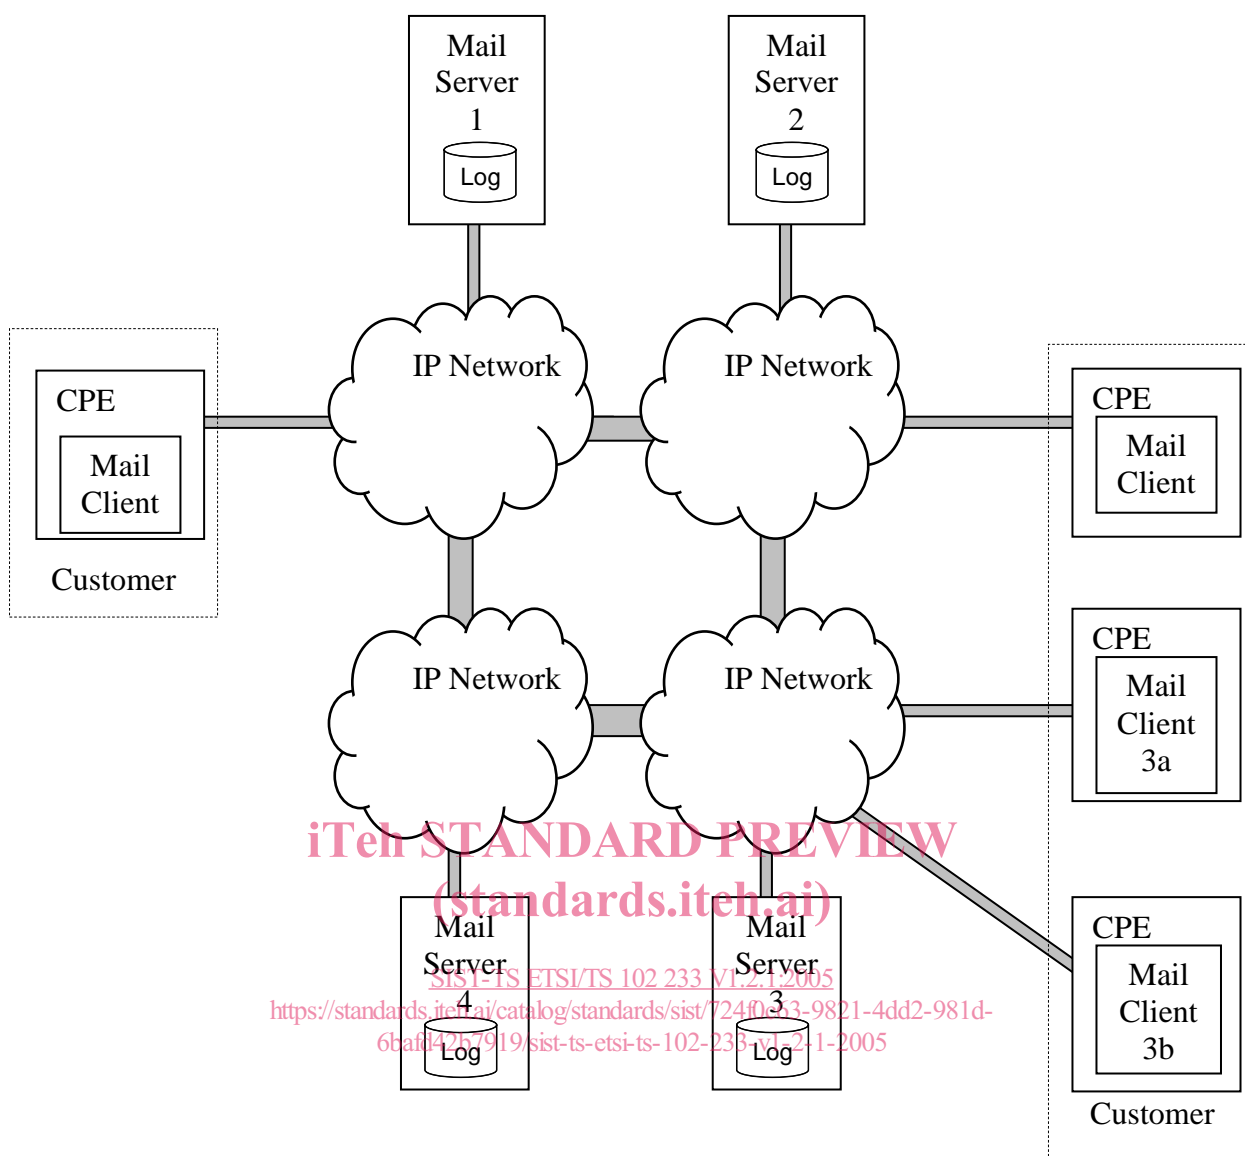 Mail
Server
1
Log
Mail
Server
2
Log
IP Network
IP Network
CPE
Mail
Client
Customer
CPE
Mail
Client
IP Network
IP Network
CPE
Mail
Client
3a
iTeh STANDARD PREVIEW
(standards.iteh.ai)
Mail
Server
4
Log
Mail
Server
3
Log
SIST-TS ETSI/TS 102 233 V1.2.1:2005
https://standards.iteh.ai/catalog/standards/sist/724f0e63-9821-4dd2-981d-
6bafd42b7919/sist-ts-etsi-ts-102-233-v1-2-1-2005
CPE
Mail
Client
3b
Customer